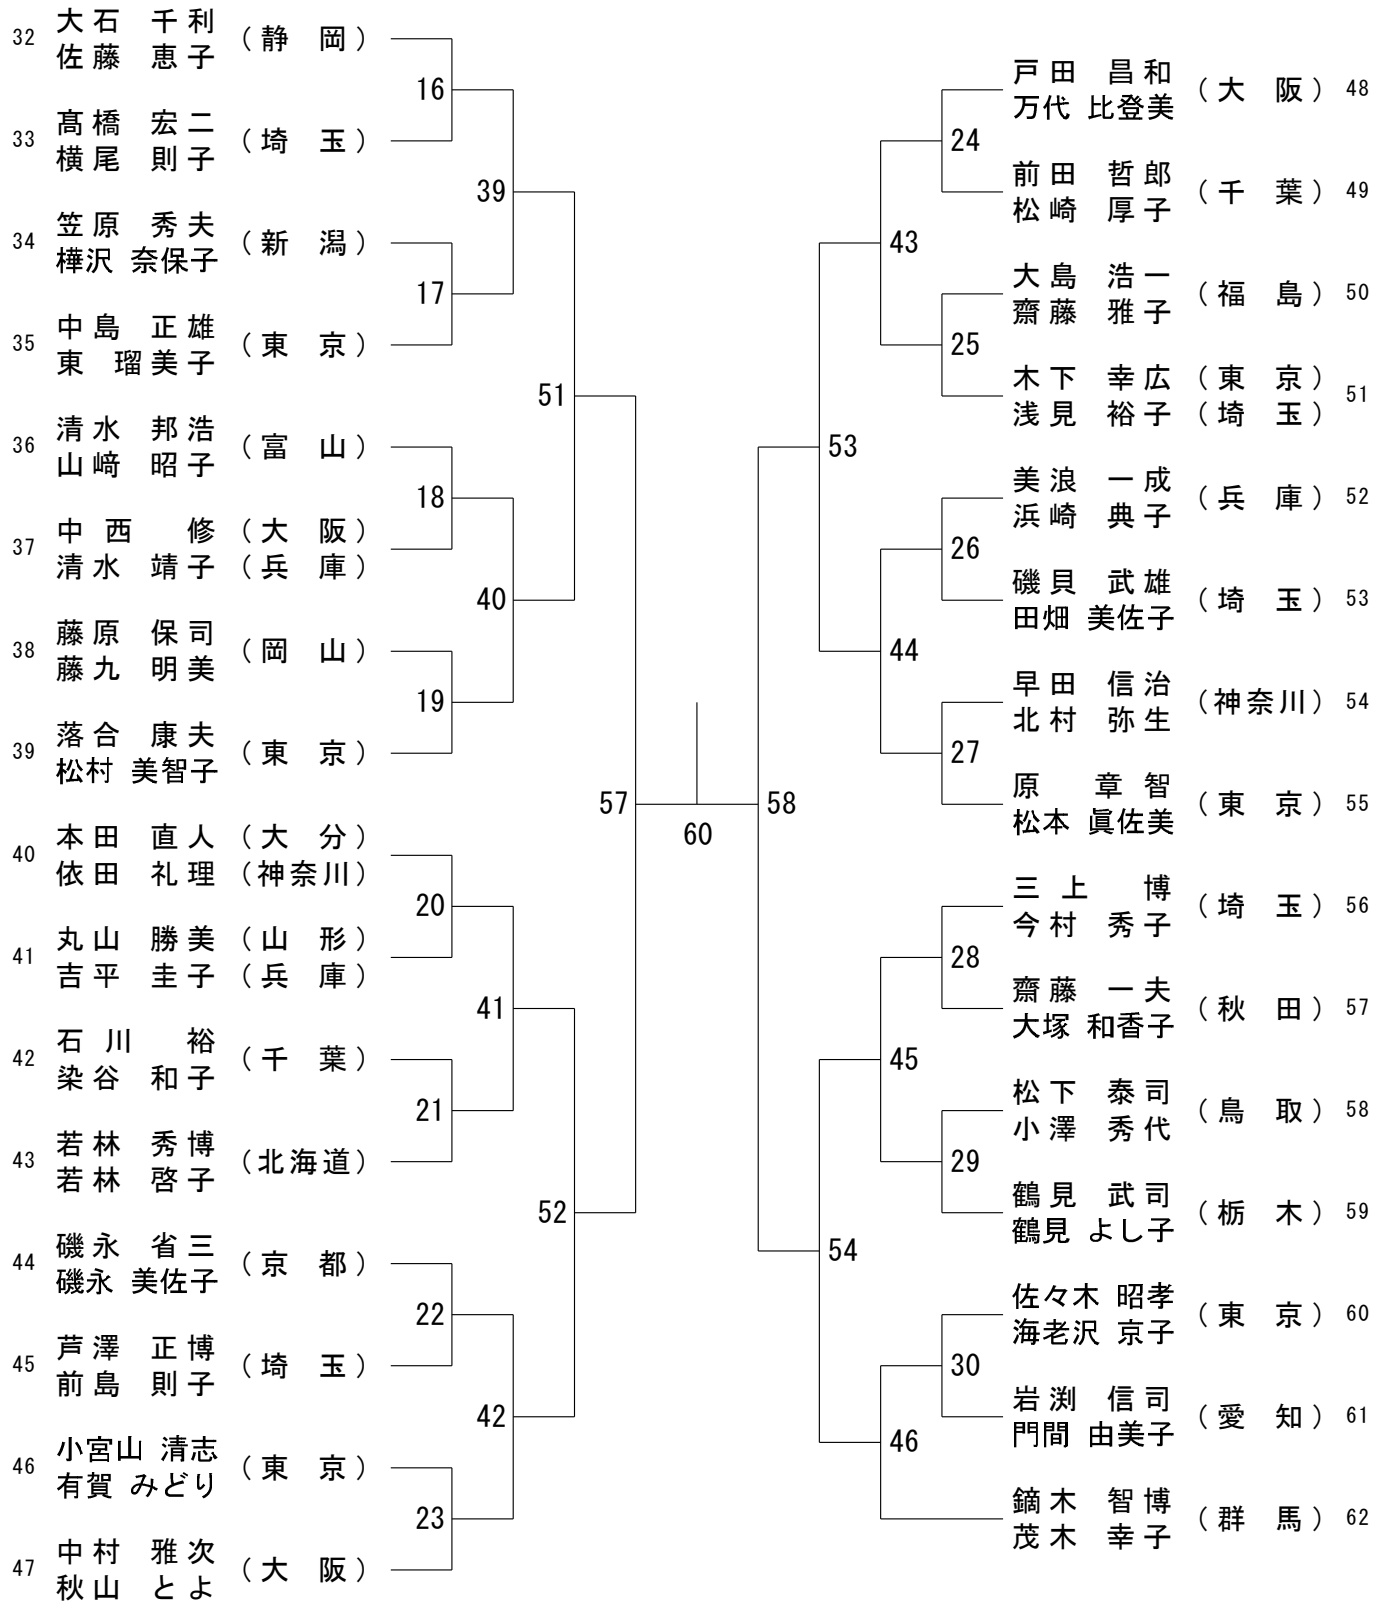 32 大石 千利 (静 岡)
佐藤 恵子
16
33 髙橋 宏二 (埼 玉)
横尾 則子
39
34 笠原 秀夫 (新 潟)
樺沢 奈保子
17
35 中島 正雄 (東 京)
東 瑠美子
51
36 清水 邦浩 (富 山)
山﨑 昭子
18
37 中西 修 (大 阪)
清水 靖子 (兵 庫)
40
38 藤原 保司 (岡 山)
藤九 明美
19
39 落合 康夫 (東 京)
松村 美智子
57
40 本田 直人 (大 分)
依田 礼理 (神奈川)
20
41 丸山 勝美 (山 形)
吉平 圭子 (兵 庫)
41
42 石川 裕 (千 葉)
染谷 和子
21
43 若林 秀博 (北海道)
若林 啓子
52
44 磯永 省三 (京 都)
磯永 美佐子
22
45 芦澤 正博 (埼 玉)
前島 則子
42
46 小宮山 清志 (東 京)
有賀 みどり
23
47 中村 雅次 (大 阪)
秋山 とよ
60
戸田 昌和 (大 阪) 48
万代 比登美
24
前田 哲郎 (千 葉) 49
松崎 厚子
43
大島 浩一 (福 島) 50
齋藤 雅子
25
木下 幸広 (東 京) 51
浅見 裕子 (埼 玉)
53
美浪 一成 (兵 庫) 52
浜崎 典子
26
磯貝 武雄 (埼 玉) 53
田畑 美佐子
44
早田 信治 (神奈川) 54
北村 弥生
27
原 章智 (東 京) 55
松本 眞佐美
58
三上 博 (埼 玉) 56
今村 秀子
28
齋藤 一夫 (秋 田) 57
大塚 和香子
45
松下 泰司 (鳥 取) 58
小澤 秀代
29
鶴見 武司 (栃 木) 59
鶴見 よし子
54
佐々木 昭孝 (東 京) 60
海老沢 京子
30
岩渕 信司 (愛 知) 61
門間 由美子
46
鏑木 智博 (群 馬) 62
茂木 幸子